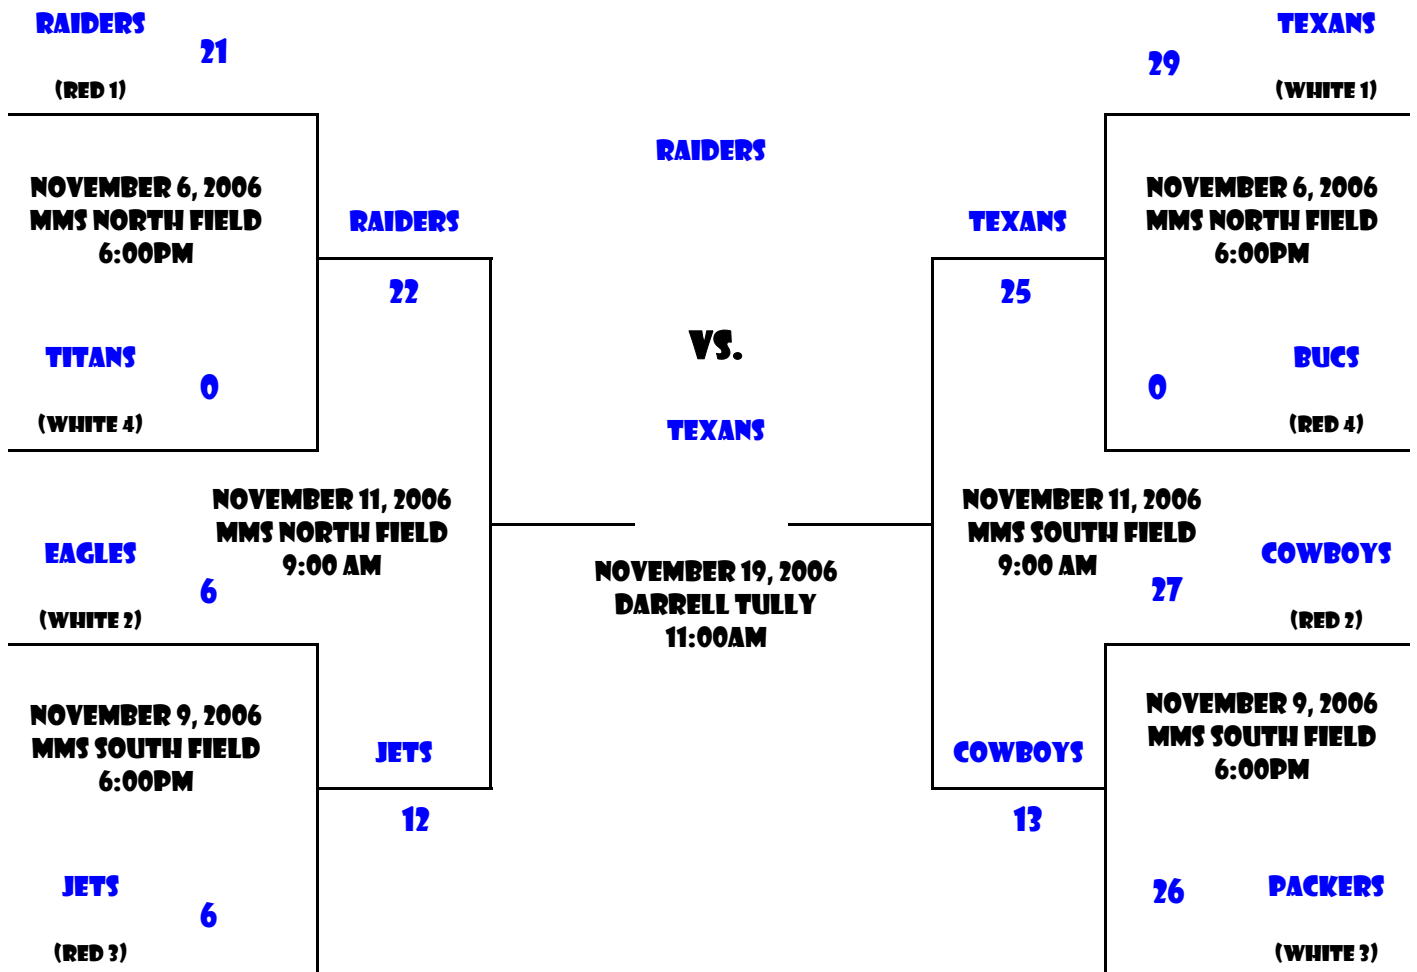 RAIDERS
21
(RED 1)
NOVEMBER 6, 2006
MMS NORTH FIELD
6:00PM
RAIDERS
22
TITANS
0
(WHITE 4)
NOVEMBER 11, 2006
MMS NORTH FIELD
9:00 AM
EAGLES
6
(WHITE 2)
NOVEMBER 9, 2006
MMS SOUTH FIELD
6:00PM
JETS
12
JETS
6
(RED 3)
RAIDERS
VS.
TEXANS
NOVEMBER 19, 2006
DARRELL TULLY
11:00AM
TEXANS
29
(WHITE 1)
NOVEMBER 6, 2006
MMS NORTH FIELD
6:00PM
TEXANS
25
BUCS
0
(RED 4)
NOVEMBER 11, 2006
MMS SOUTH FIELD
9:00 AM
COWBOYS
27
(RED 2)
NOVEMBER 9, 2006
MMS SOUTH FIELD
6:00PM
COWBOYS
13
26 PACKERS
(WHITE 3)